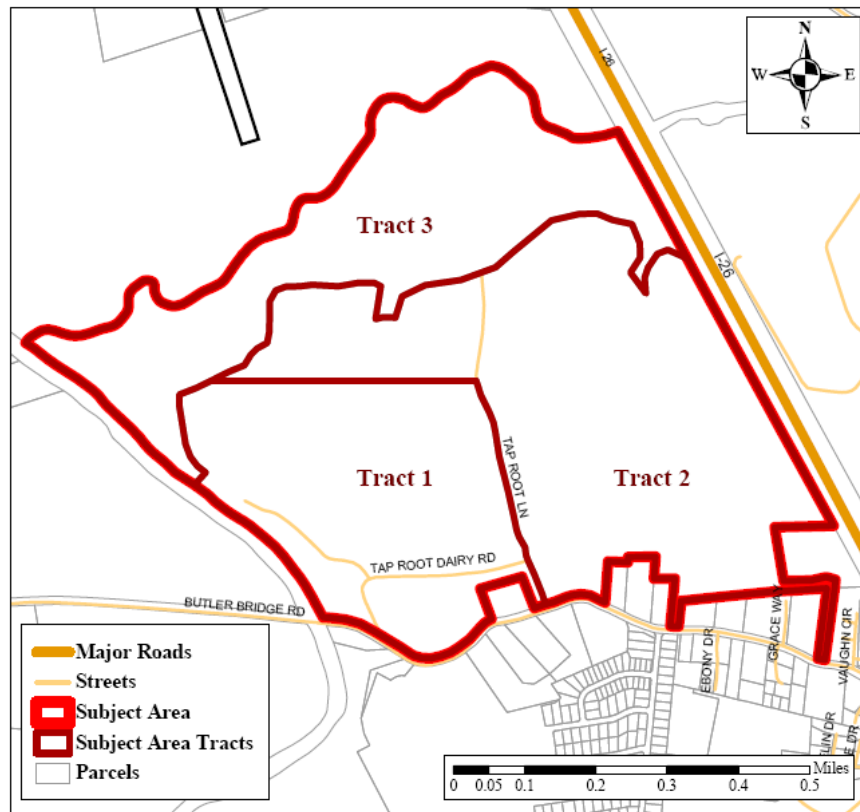 N
W E
S
I-26
I-26
Tract 3
Tract 1
Tract 2
TAP ROOT LN
TAP ROOT DAIRY RD
BUTLER BRIDGE RD
EBONY DR
GRACE WAY
VAUGHN CIR
Major Roads
Streets
Subject Area
Subject Area Tracts
Parcels
Miles
0 0.05 0.1 0.2 0.3 0.4 0.5